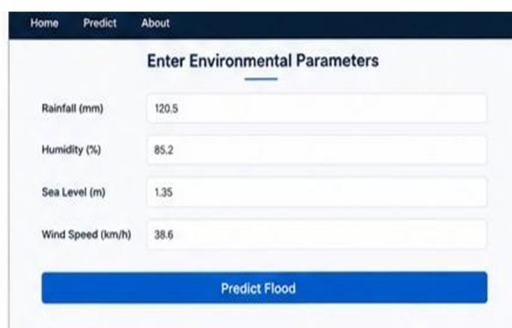 Home Predict About
Enter Environmental Parameters
Rainfall (mm) 120.5
Humidity (%) 85.2
Sea Level (m) 1.35
Wind Speed (km/h) 38.6
Predict Flood